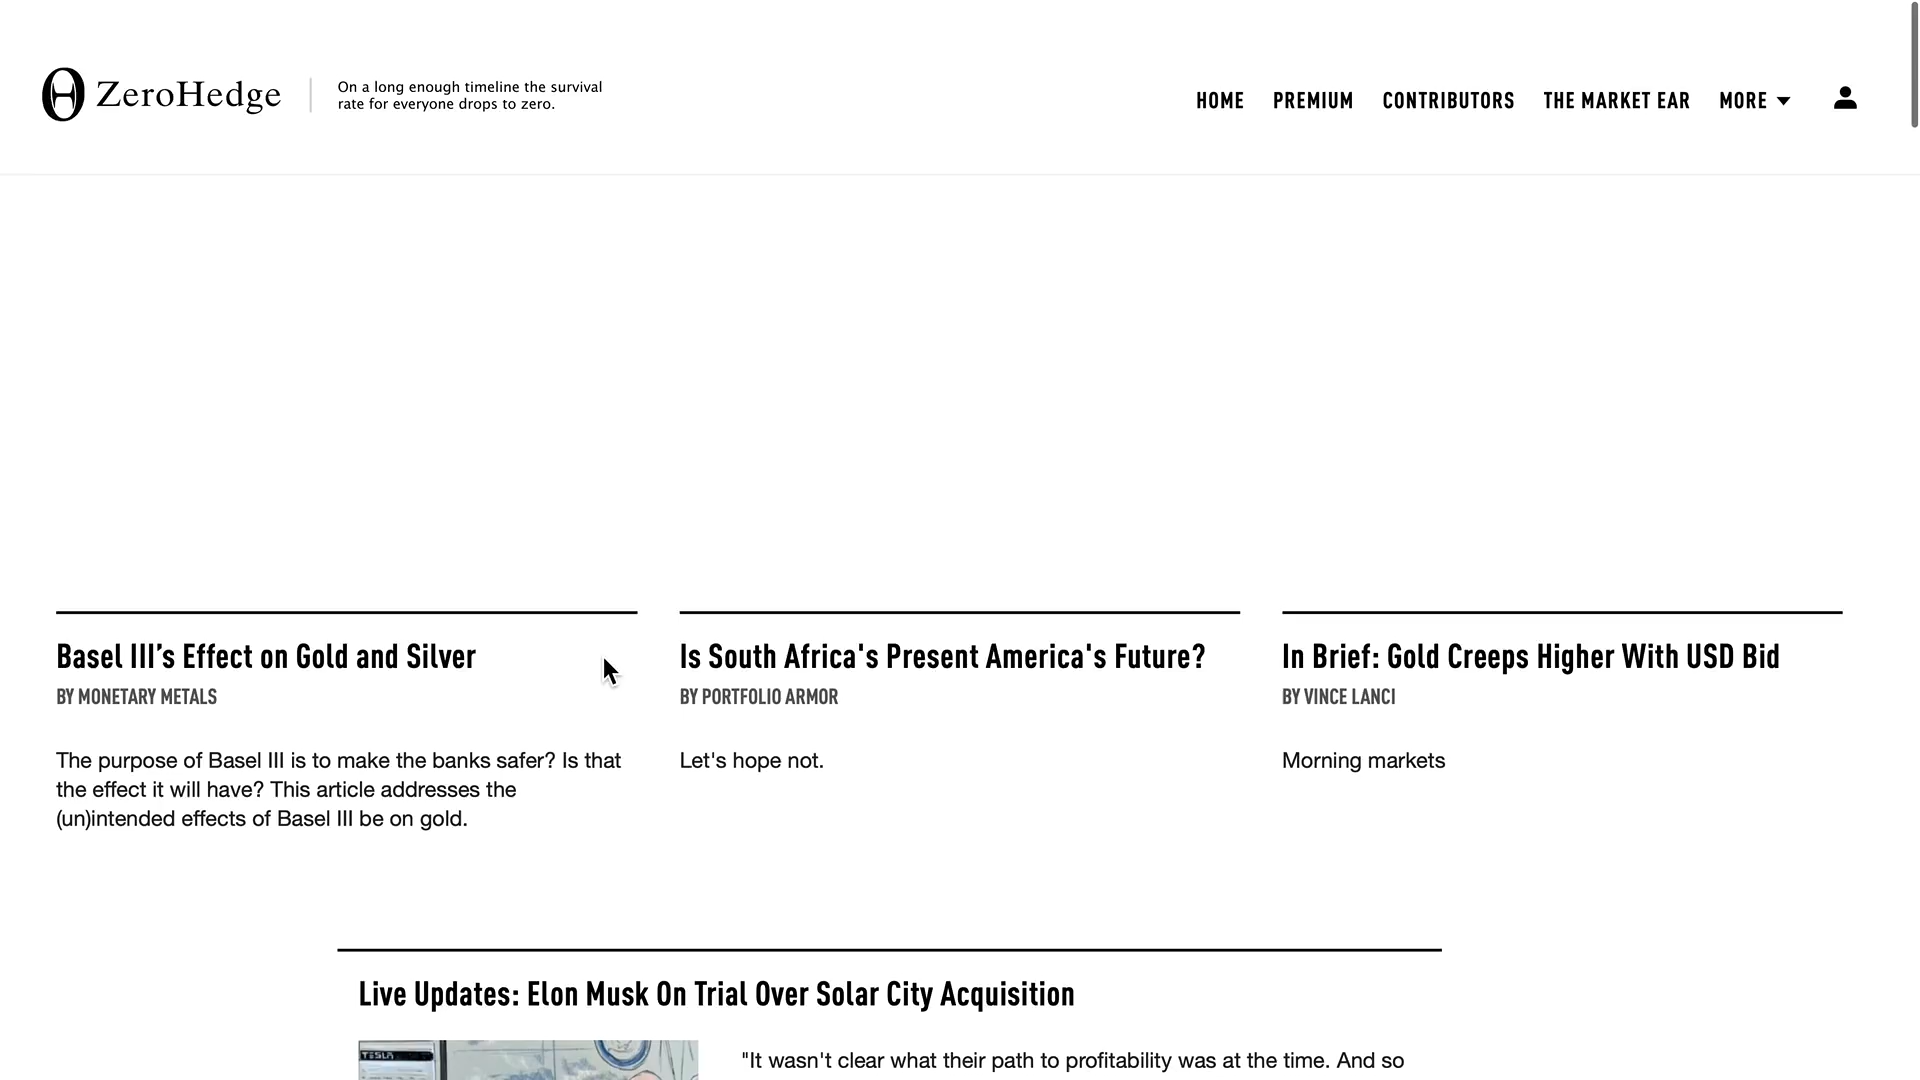 ZeroHedge
On a long enough timeline the survival
rate for everyone drops to zero.
HOME PREMIUM CONTRIBUTORS THE MARKET EAR MORE
Basel III’s Effect on Gold and Silver
BY MONETARY METALS
The purpose of Basel III is to make the banks safer? Is that
the effect it will have? This article addresses the
(un)intended effects of Basel III be on gold.
Is South Africa's Present America's Future?
BY PORTFOLIO ARMOR
Let's hope not.
In Brief: Gold Creeps Higher With USD Bid
BY VINCE LANCI
Morning markets
Live Updates: Elon Musk On Trial Over Solar City Acquisition
TESLA
"It wasn't clear what their path to profitability was at the time. And so